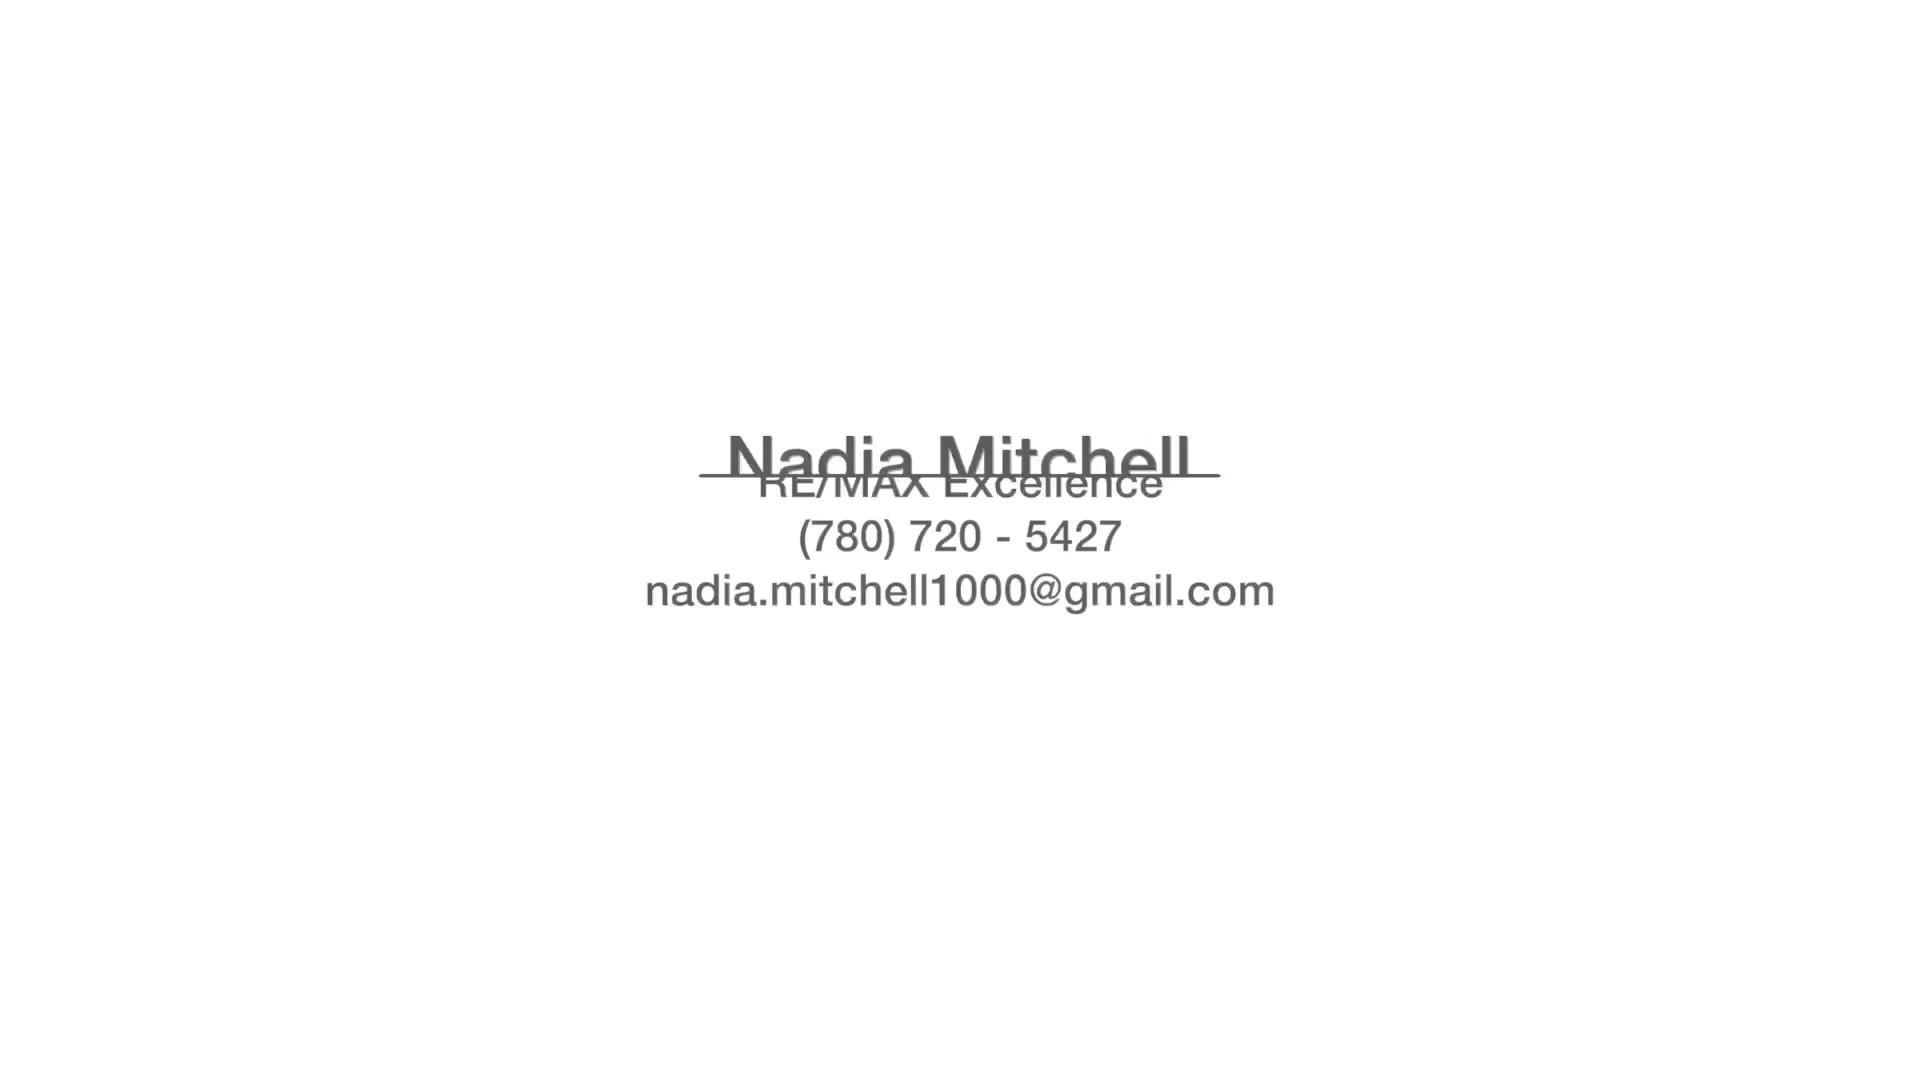 Nadia Mitchell
RE/MAX Excellence
(780) 720 - 5427
nadia.mitchell1000@gmail.com